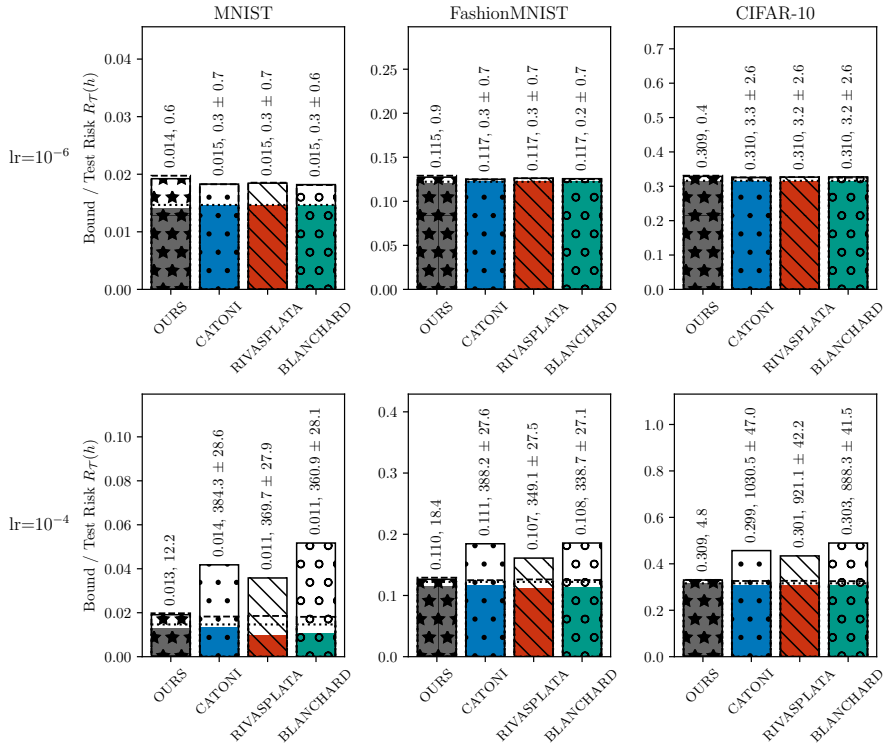 MNIST
FashionMNIST
CIFAR-10
lr=10⁻⁶
Bound / Test Risk R_𝒯(h)
0.04
0.03
0.02
0.01
0.00
0.014, 0.6
0.015, 0.3 ± 0.7
0.015, 0.3 ± 0.7
0.015, 0.3 ± 0.6
OURS
CATONI
RIVASPLATA
BLANCHARD
0.25
0.20
0.15
0.10
0.05
0.00
0.115, 0.9
0.117, 0.3 ± 0.7
0.117, 0.3 ± 0.7
0.117, 0.2 ± 0.7
OURS
CATONI
RIVASPLATA
BLANCHARD
0.7
0.6
0.5
0.4
0.3
0.2
0.1
0.0
0.309, 0.4
0.310, 3.3 ± 2.6
0.310, 3.2 ± 2.6
0.310, 3.2 ± 2.6
OURS
CATONI
RIVASPLATA
BLANCHARD
lr=10⁻⁴
Bound / Test Risk R_𝒯(h)
0.10
0.08
0.06
0.04
0.02
0.00
0.013, 12.2
0.014, 384.3 ± 28.6
0.011, 369.7 ± 27.9
0.011, 360.9 ± 28.1
OURS
CATONI
RIVASPLATA
BLANCHARD
0.4
0.3
0.2
0.1
0.0
0.110, 18.4
0.111, 388.2 ± 27.6
0.107, 349.1 ± 27.5
0.108, 338.7 ± 27.1
OURS
CATONI
RIVASPLATA
BLANCHARD
1.0
0.8
0.6
0.4
0.2
0.0
0.309, 4.8
0.299, 1030.5 ± 47.0
0.301, 921.1 ± 42.2
0.303, 888.3 ± 41.5
OURS
CATONI
RIVASPLATA
BLANCHARD